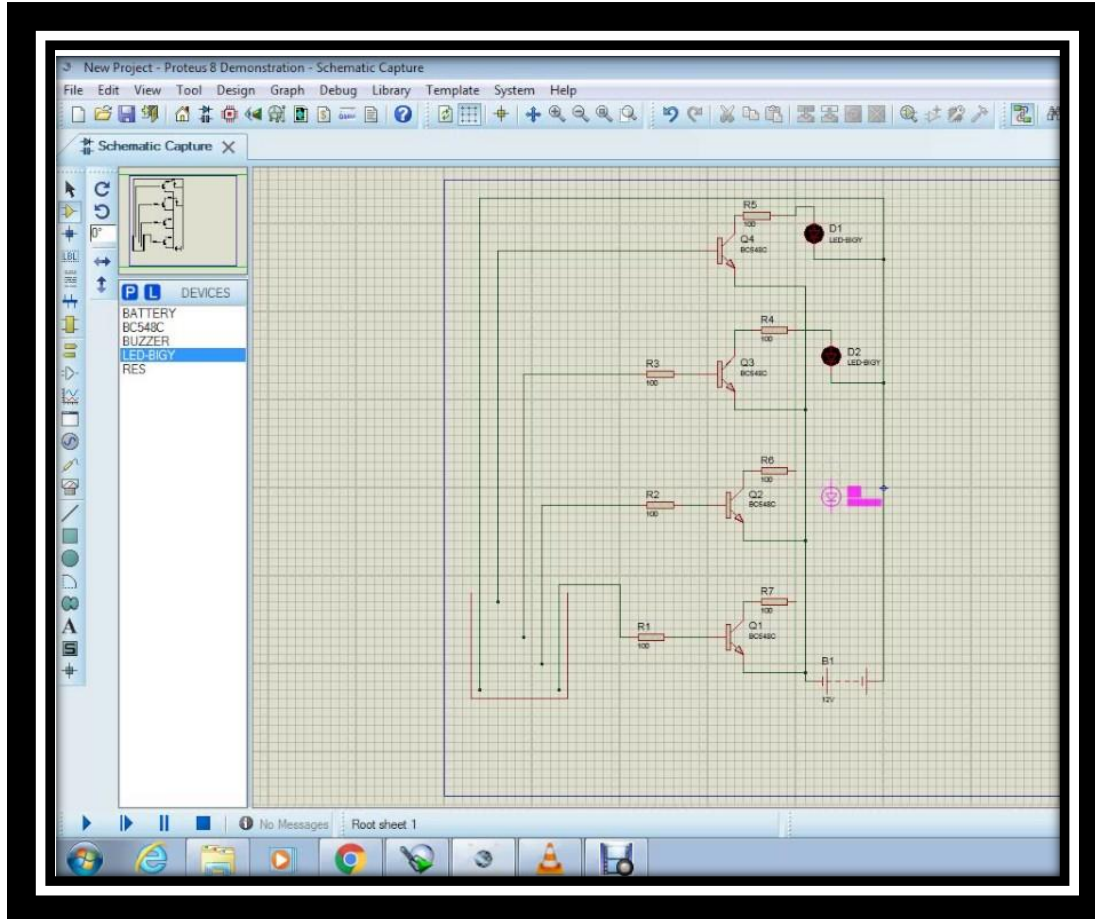 New Project - Proteus 8 Demonstration - Schematic Capture
File Edit View Tool Design Graph Debug Library Template System Help
Schematic Capture
0°
LBL
P L DEVICES
BATTERY
BC548C
BUZZER
LED-BIGY
RES
R5
100
Q4
BC548C
D1
LED-BIGY
R4
100
R3
100
Q3
BC548C
D2
LED-BIGY
R6
100
R2
100
Q2
BC548C
R7
100
R1
100
Q1
BC548C
B1
12V
A
S
No Messages Root sheet 1